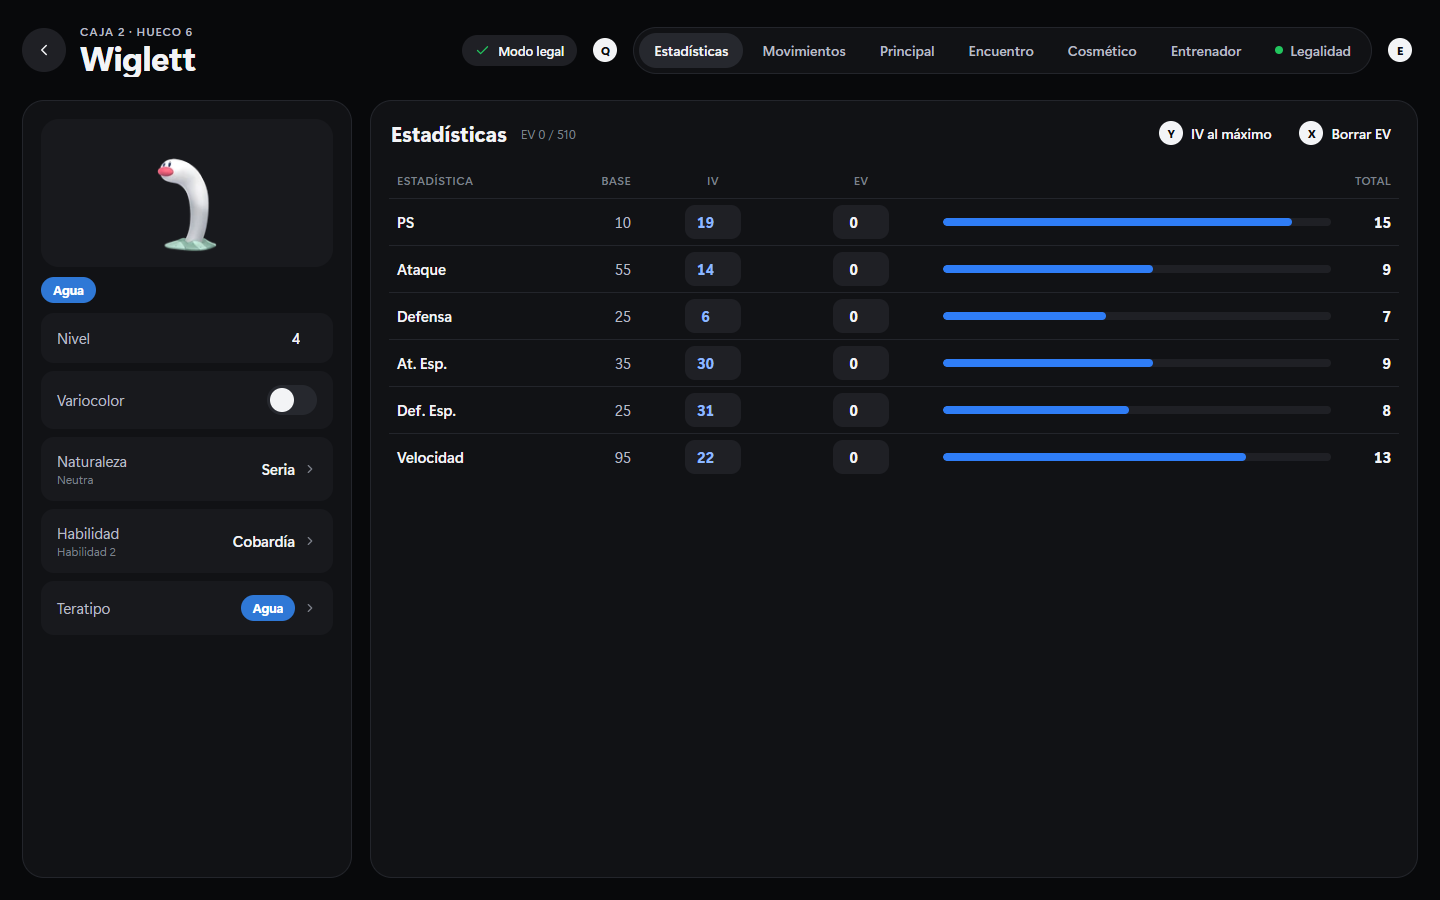 CAJA 2 · HUECO 6
Wiglett
Modo legal
Q
Estadísticas
Movimientos
Principal
Encuentro
Cosmético
Entrenador
Legalidad
E
Agua
Nivel 4
Variocolor
Naturaleza
Neutra
Seria
Habilidad
Habilidad 2
Cobardía
Teratipo Agua
Estadísticas EV 0 / 510
Y IV al máximo
X Borrar EV
ESTADÍSTICA BASE IV EV TOTAL
PS 10 19 0 15
Ataque 55 14 0 9
Defensa 25 6 0 7
At. Esp. 35 30 0 9
Def. Esp. 25 31 0 8
Velocidad 95 22 0 13